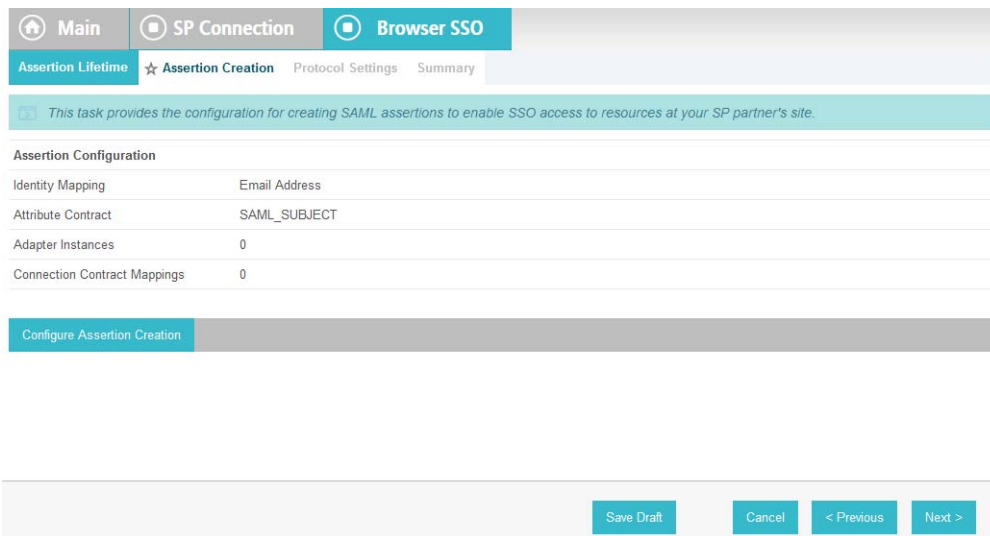 Main SP Connection Browser SSO
Assertion Lifetime Assertion Creation Protocol Settings Summary
This task provides the configuration for creating SAML assertions to enable SSO access to resources at your SP partner's site.
Assertion Configuration
Identity Mapping Email Address
Attribute Contract SAML_SUBJECT
Adapter Instances 0
Connection Contract Mappings 0
Configure Assertion Creation
Save Draft Cancel < Previous Next >